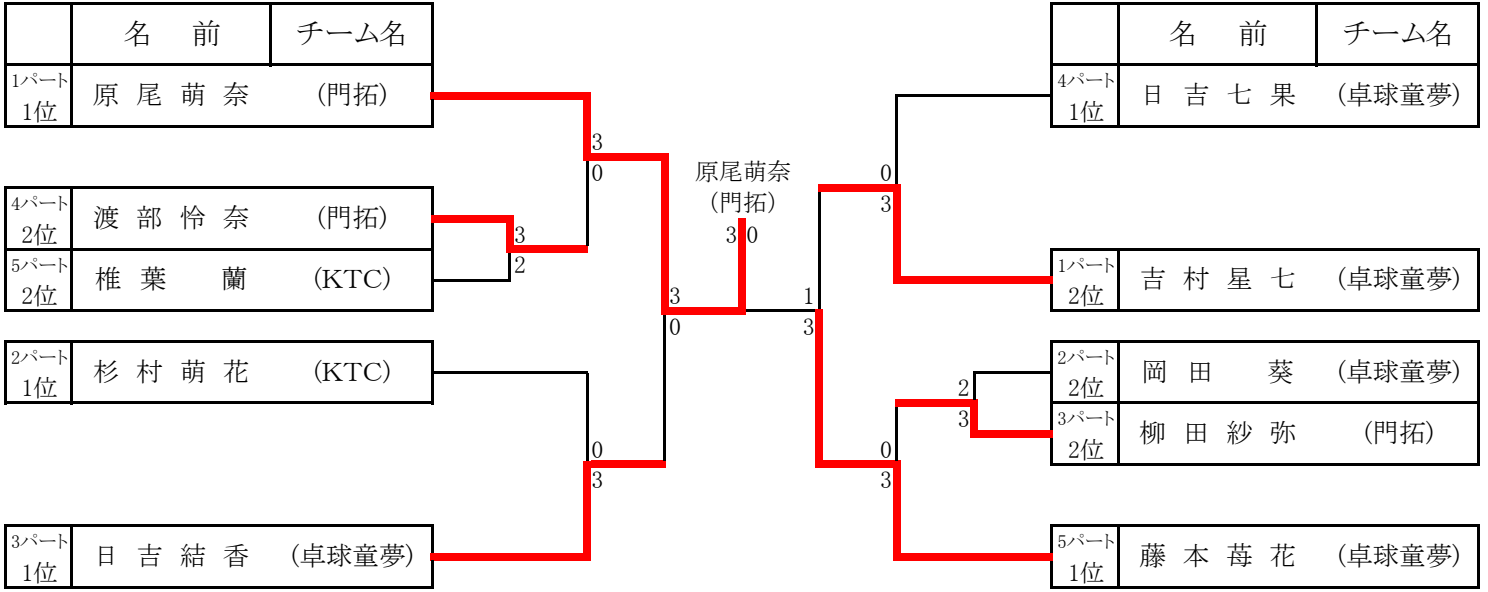 名 前 チーム名
1パート 1位 原尾萌奈 (門拓)
4パート 2位 渡部怜奈 (門拓)
5パート 2位 椎葉 蘭 (KTC)
2パート 1位 杉村萌花 (KTC)
3パート 1位 日吉結香 (卓球童夢)
3
0
3
2
3
0
0
3
原尾萌奈
(門拓)
3 0
0
3
1
3
2
3
0
3
名 前 チーム名
4パート 1位 日吉七果 (卓球童夢)
1パート 2位 吉村星七 (卓球童夢)
2パート 2位 岡田 葵 (卓球童夢)
3パート 2位 柳田紗弥 (門拓)
5パート 1位 藤本苺花 (卓球童夢)